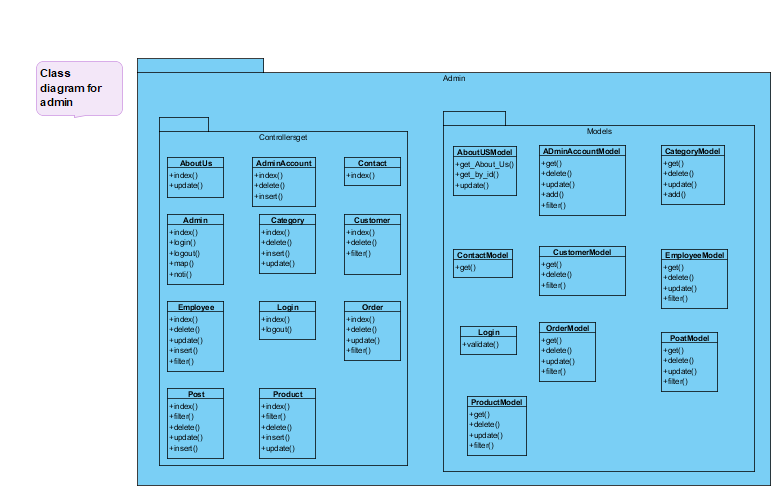 Class
diagram for
admin
Admin
Controllersget
AboutUs
+index()
+update()
AdminAccount
+index()
+delete()
+insert()
Contact
+index()
Admin
+index()
+login()
+logout()
+map()
+noti()
Category
+index()
+delete()
+insert()
+update()
Customer
+index()
+delete()
+filter()
Employee
+index()
+delete()
+update()
+insert()
+filter()
Login
+index()
+logout()
Order
+index()
+delete()
+update()
+filter()
Post
+index()
+filter()
+delete()
+update()
+insert()
Product
+index()
+filter()
+delete()
+insert()
+update()
Models
AboutUSModel
+get_About_Us()
+get_by_id()
+update()
ADminAccountModel
+get()
+delete()
+update()
+add()
+filter()
CategoryModel
+get()
+delete()
+update()
+add()
ContactModel
+get()
CustomerModel
+get()
+delete()
+filter()
EmployeeModel
+get()
+delete()
+update()
+filter()
Login
+validate()
OrderModel
+get()
+delete()
+update()
+filter()
PoatModel
+get()
+delete()
+update()
+filter()
ProductModel
+get()
+delete()
+update()
+filter()